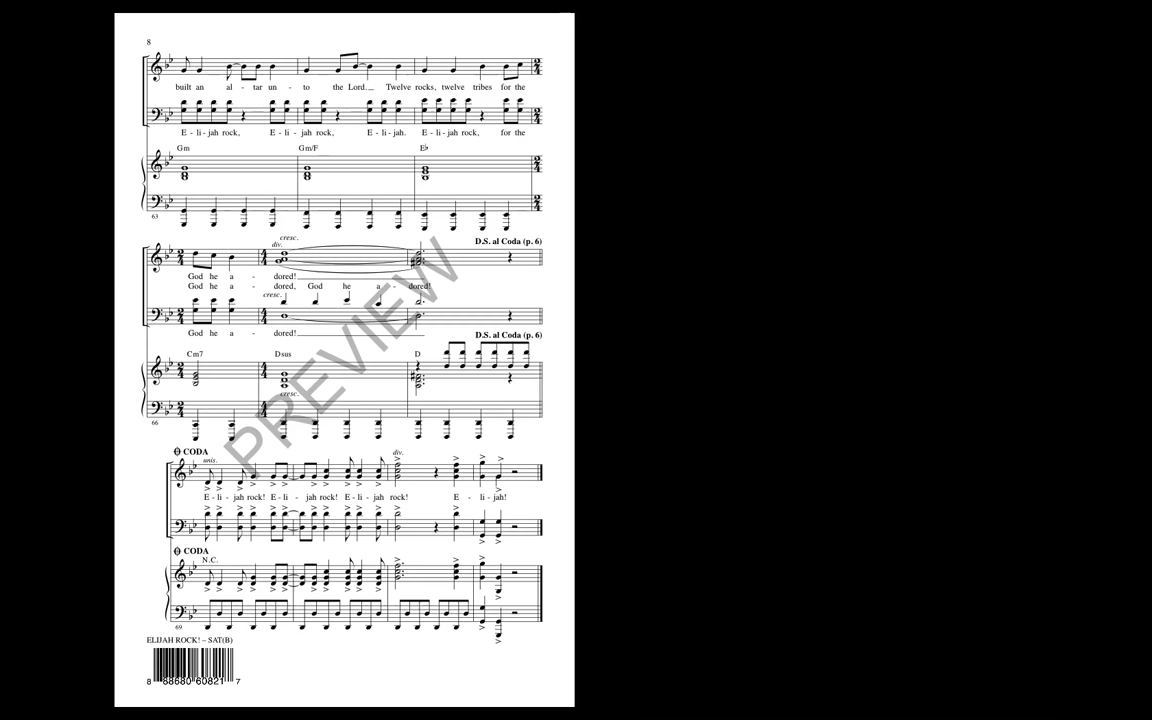 8
built an al - tar un - to the Lord.__ Twelve rocks, twelve tribes for the
E - li - jah rock, E - li - jah rock, E - li - jah. E - li - jah rock, for the
Gm Gm/F E♭
63
cresc.
div.
D.S. al Coda (p. 6)
God he a - dored!
God he a - dored, God he a - dored!
cresc.
God he a - dored!
D.S. al Coda (p. 6)
Cm7 Dsus D
cresc.
66
PREVIEW
CODA
unis. div.
E - li - jah rock! E - li - jah rock! E - li - jah rock! E - li - jah!
CODA
N.C.
69
ELIJAH ROCK! – SAT(B)
8 88680 60821 7